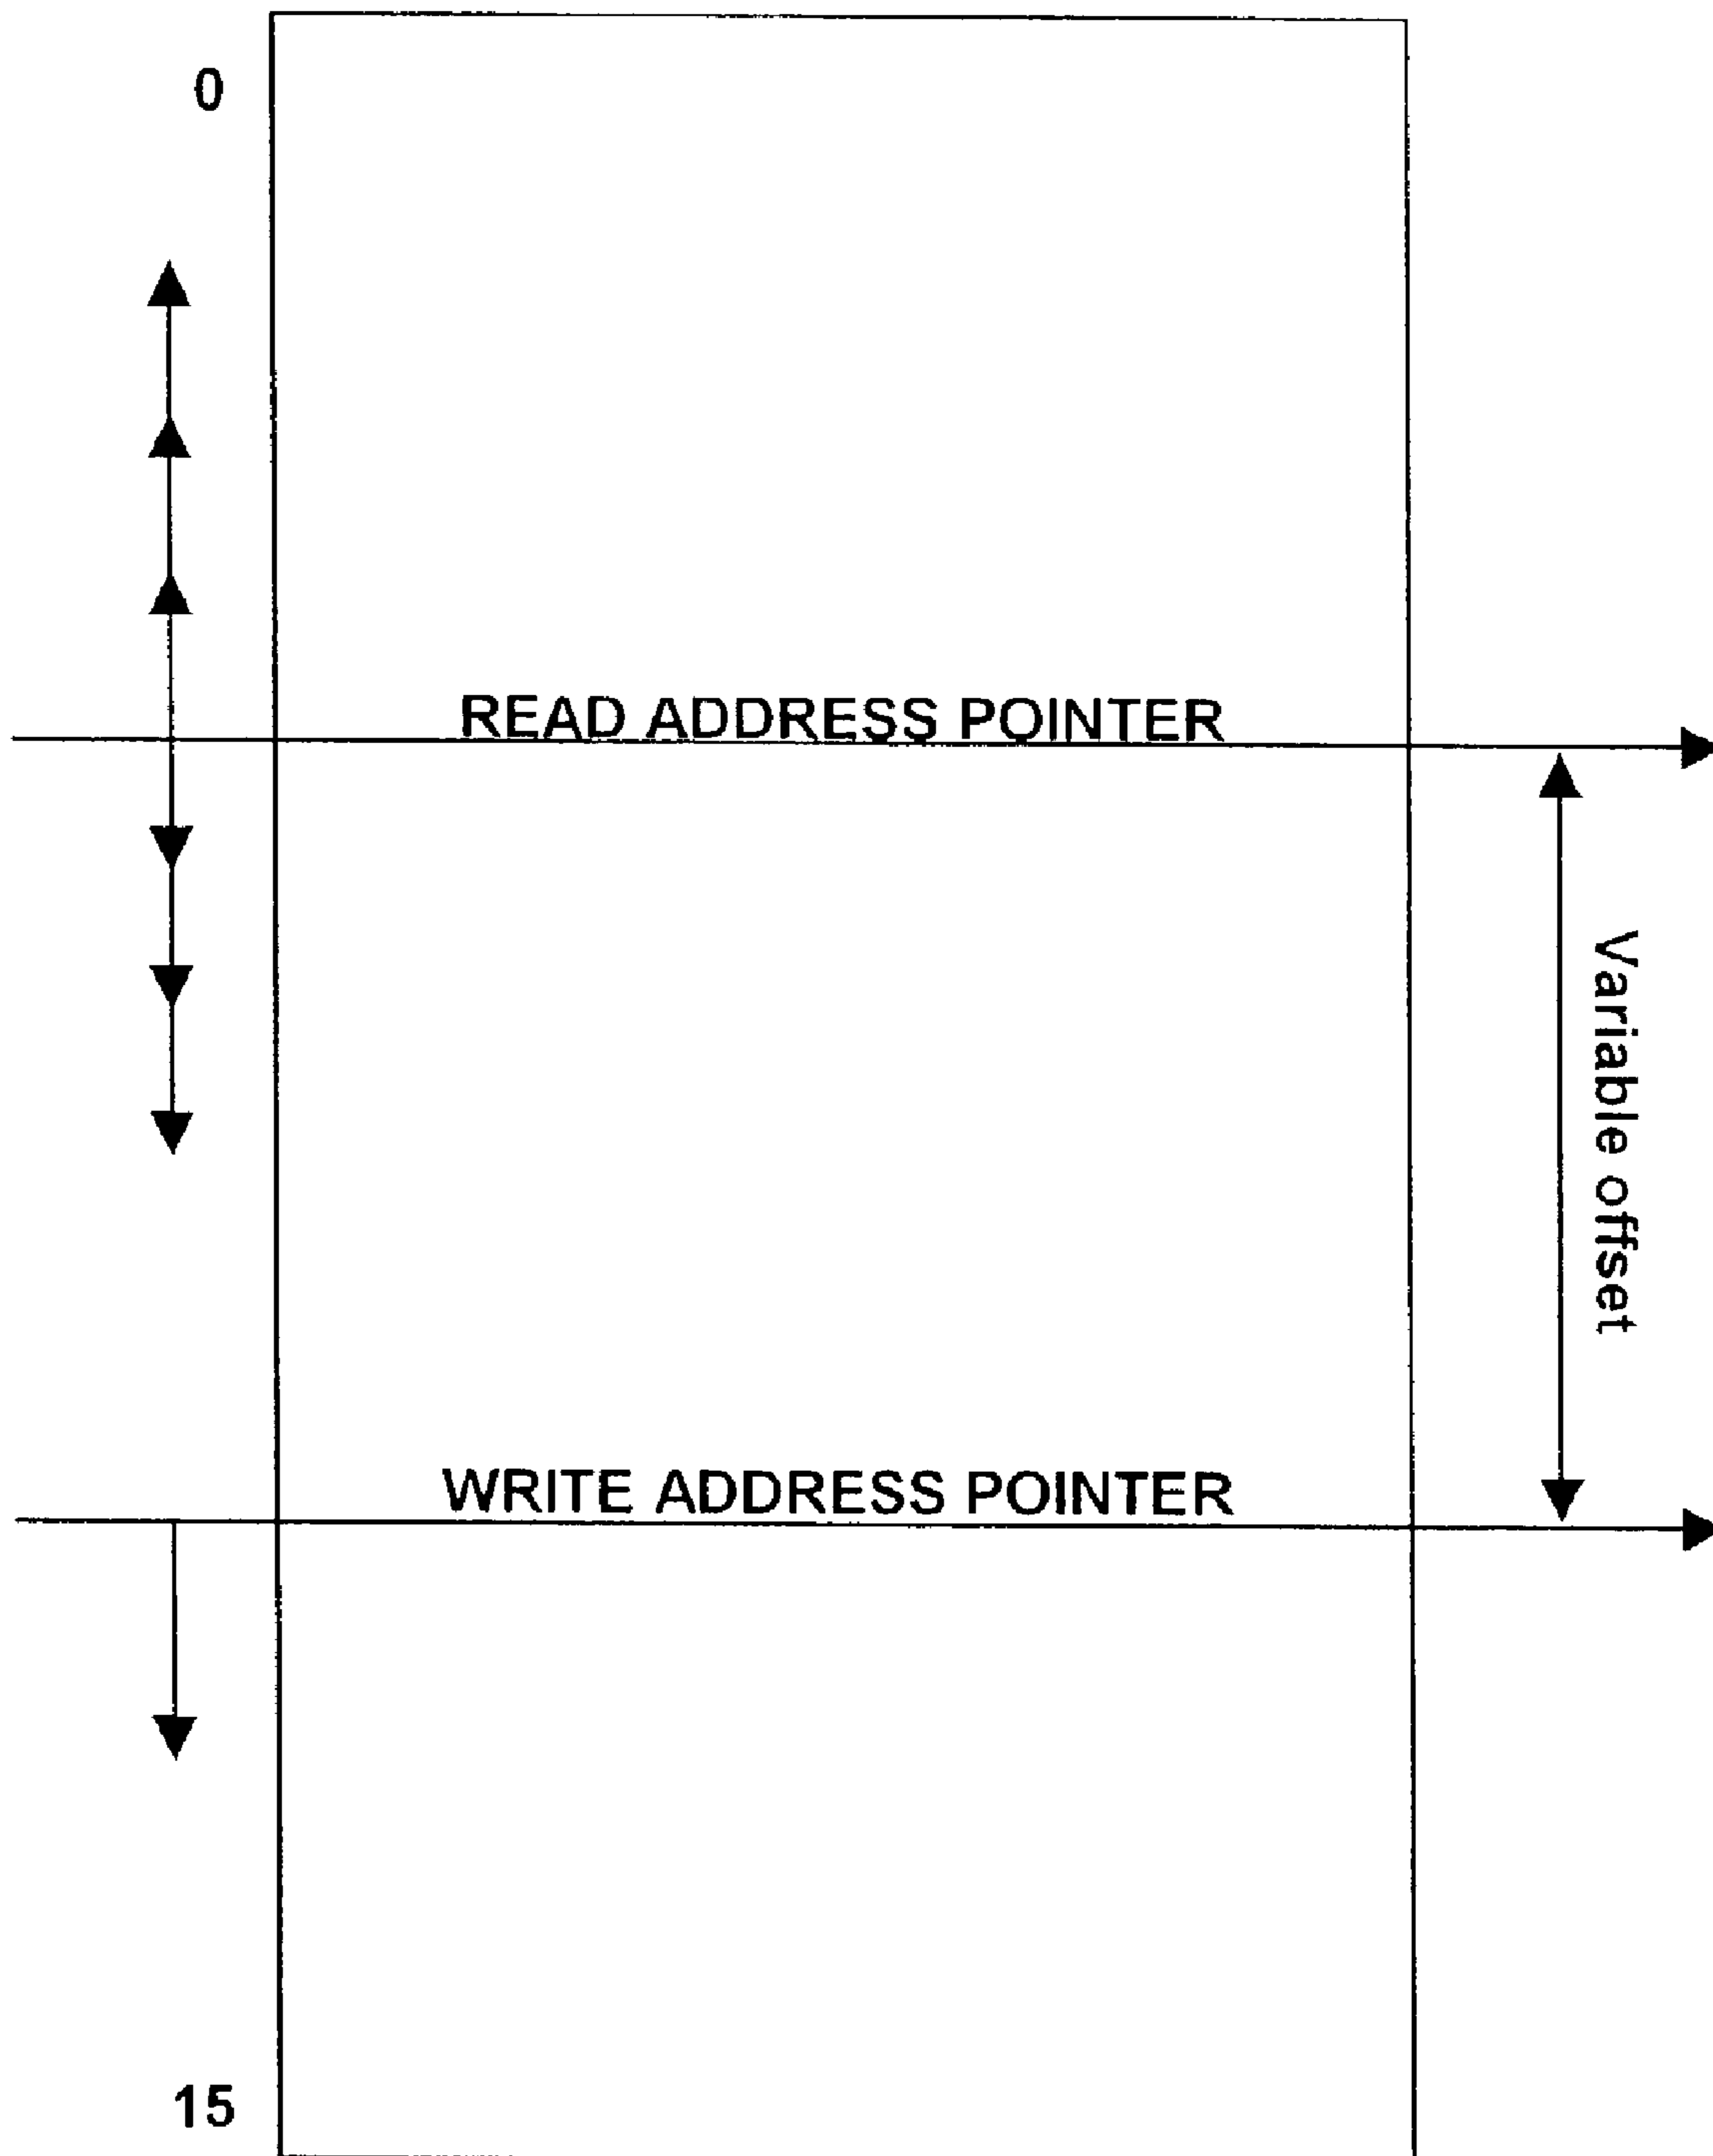 0
READ ADDRESS POINTER
Variable offset
WRITE ADDRESS POINTER
15